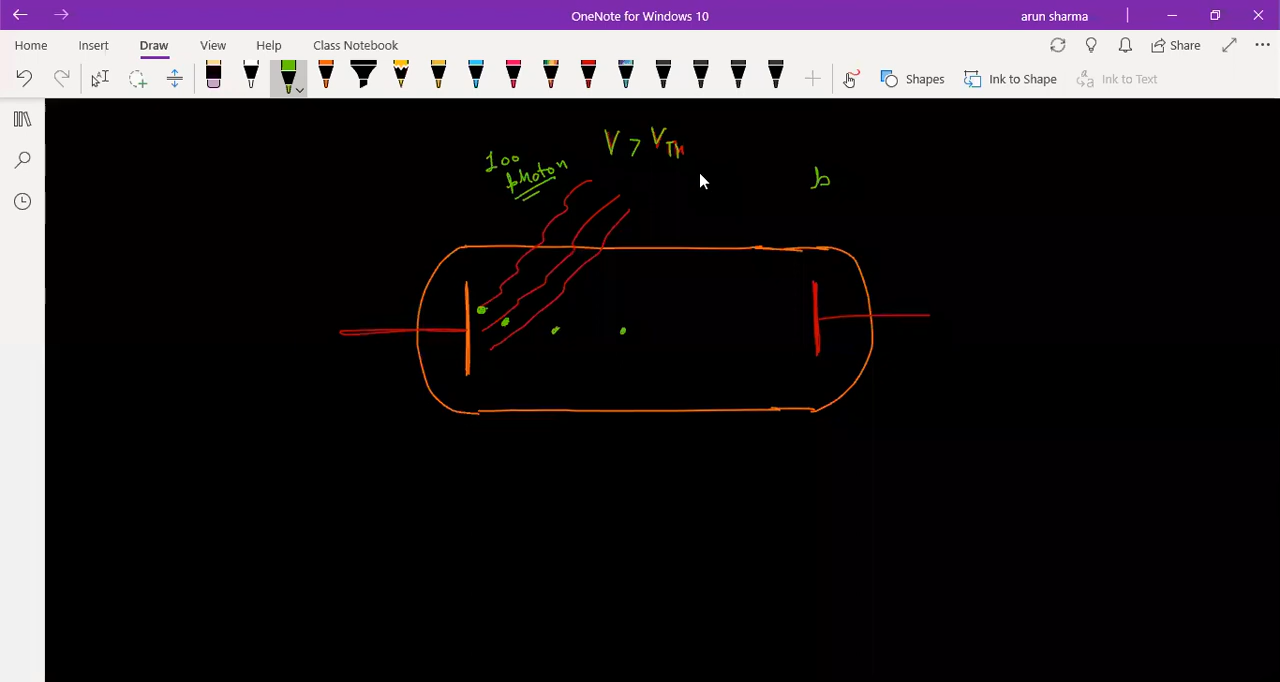 OneNote for Windows 10
arun sharma
Home Insert Draw View Help Class Notebook
Share
Shapes Ink to Shape Ink to Text
100
photon
V > VTH
b